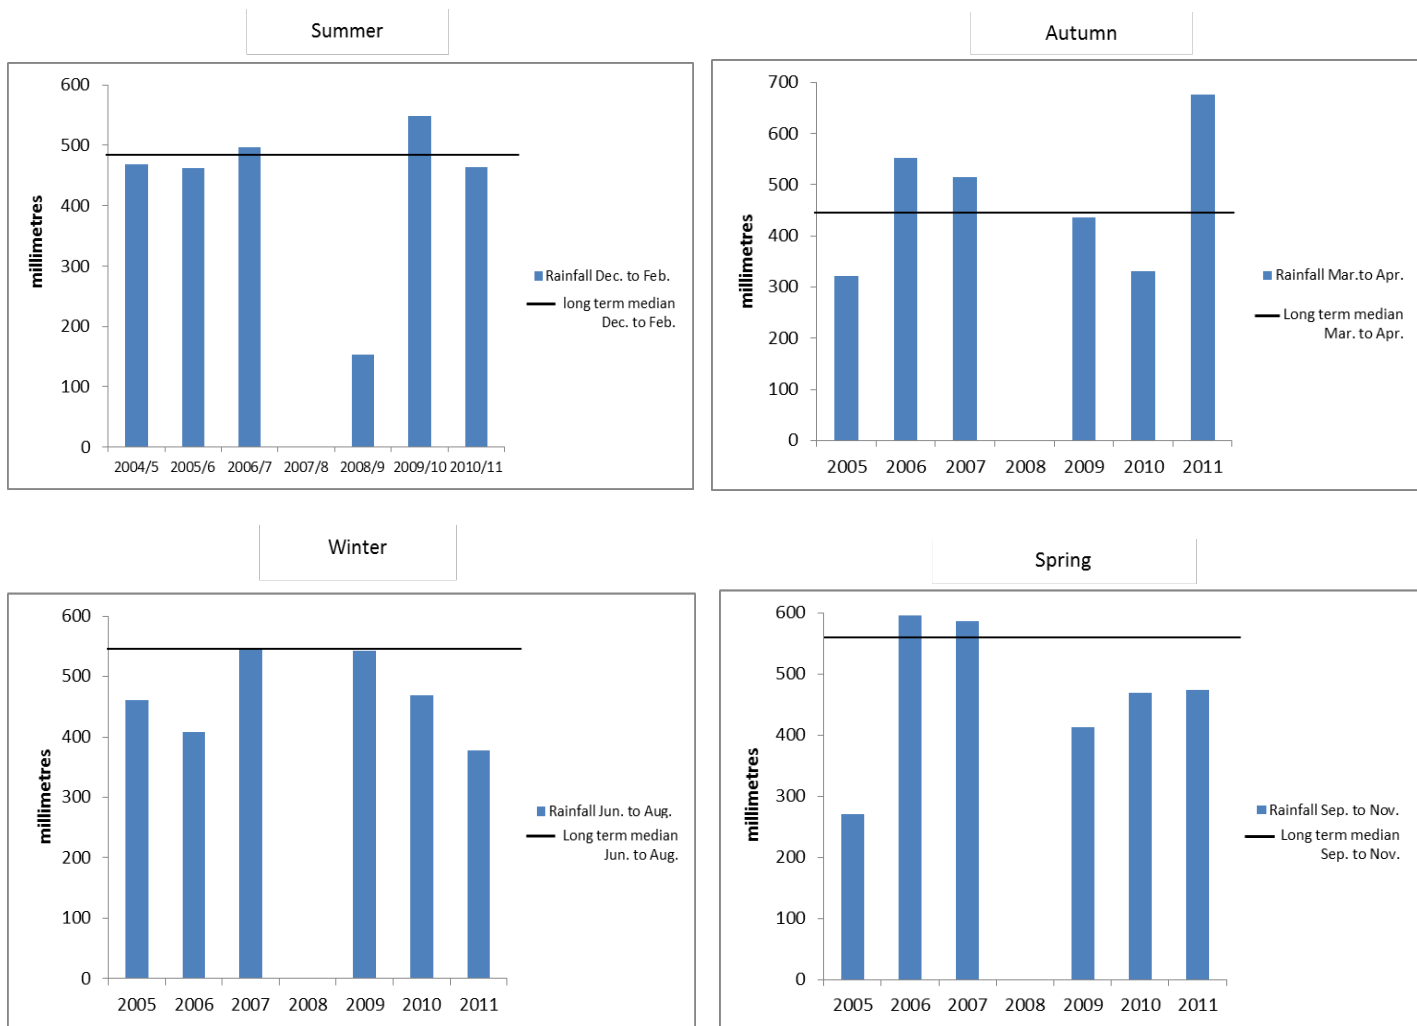 Summer
600
500
400
300
200
100
0
millimetres
2004/5 2005/6 2006/7 2007/8 2008/9 2009/10 2010/11
Rainfall Dec. to Feb.
long term median
Dec. to Feb.
Autumn
700
600
500
400
300
200
100
0
millimetres
2005 2006 2007 2008 2009 2010 2011
Rainfall Mar.to Apr.
Long term median
Mar. to Apr.
Winter
600
500
400
300
200
100
0
millimetres
2005 2006 2007 2008 2009 2010 2011
Rainfall Jun. to Aug.
Long term median
Jun. to Aug.
Spring
600
500
400
300
200
100
0
millimetres
2005 2006 2007 2008 2009 2010 2011
Rainfall Sep. to Nov.
Long term median
Sep. to Nov.